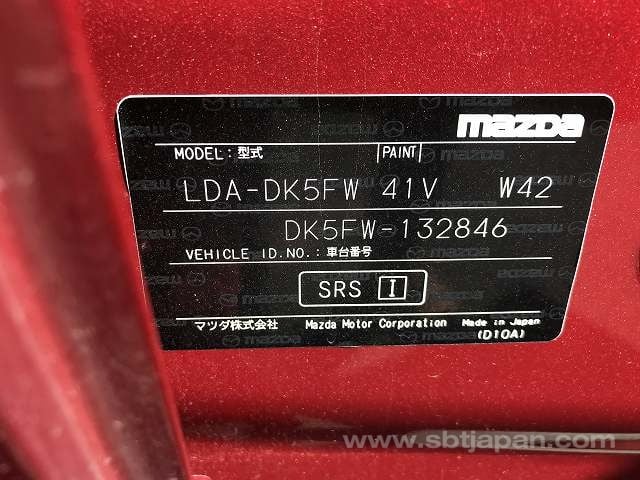 mazda
MODEL:型式 PAINT
LDA-DK5FW 41V W42
DK5FW-132846
VEHICLE ID.NO.:車台番号
SRS I
マツダ株式会社 Mazda Motor Corporation Made in Japan
(D10A)
www.sbtjapan.com